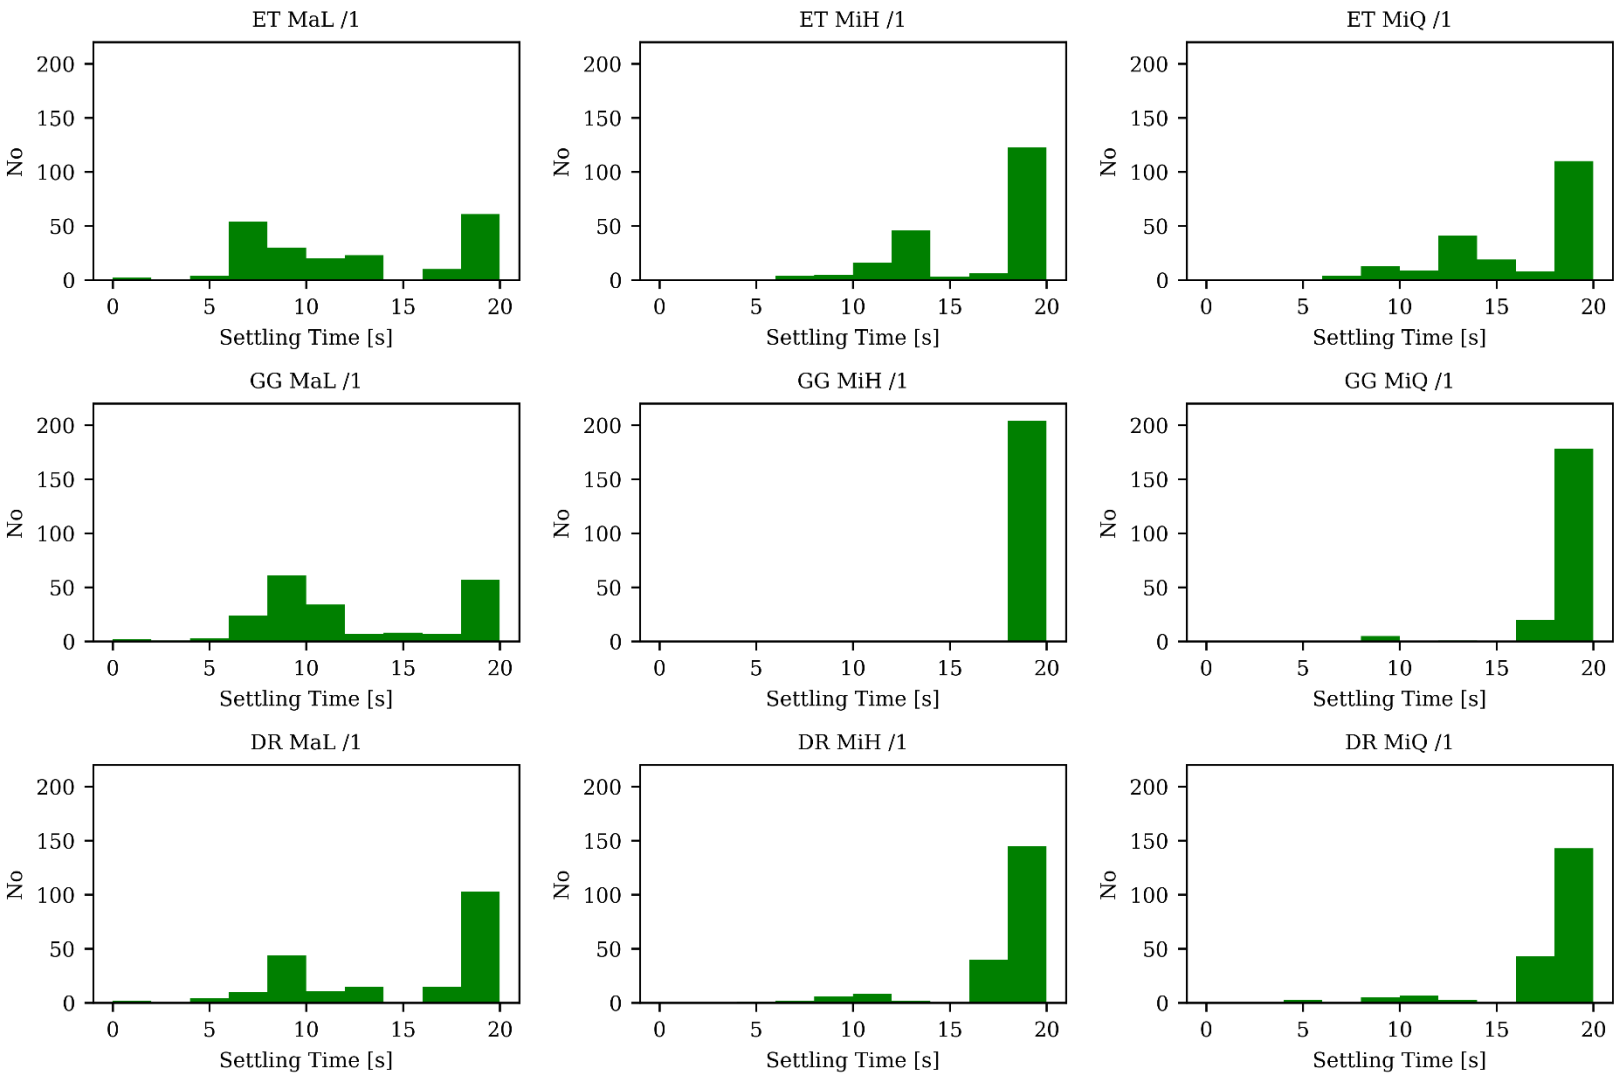 ET MaL /1
200
150
100
50
0
No
0 5 10 15 20
Settling Time [s]
ET MiH /1
200
150
100
50
0
No
0 5 10 15 20
Settling Time [s]
ET MiQ /1
200
150
100
50
0
No
0 5 10 15 20
Settling Time [s]
GG MaL /1
200
150
100
50
0
No
0 5 10 15 20
Settling Time [s]
GG MiH /1
200
150
100
50
0
No
0 5 10 15 20
Settling Time [s]
GG MiQ /1
200
150
100
50
0
No
0 5 10 15 20
Settling Time [s]
DR MaL /1
200
150
100
50
0
No
0 5 10 15 20
Settling Time [s]
DR MiH /1
200
150
100
50
0
No
0 5 10 15 20
Settling Time [s]
DR MiQ /1
200
150
100
50
0
No
0 5 10 15 20
Settling Time [s]